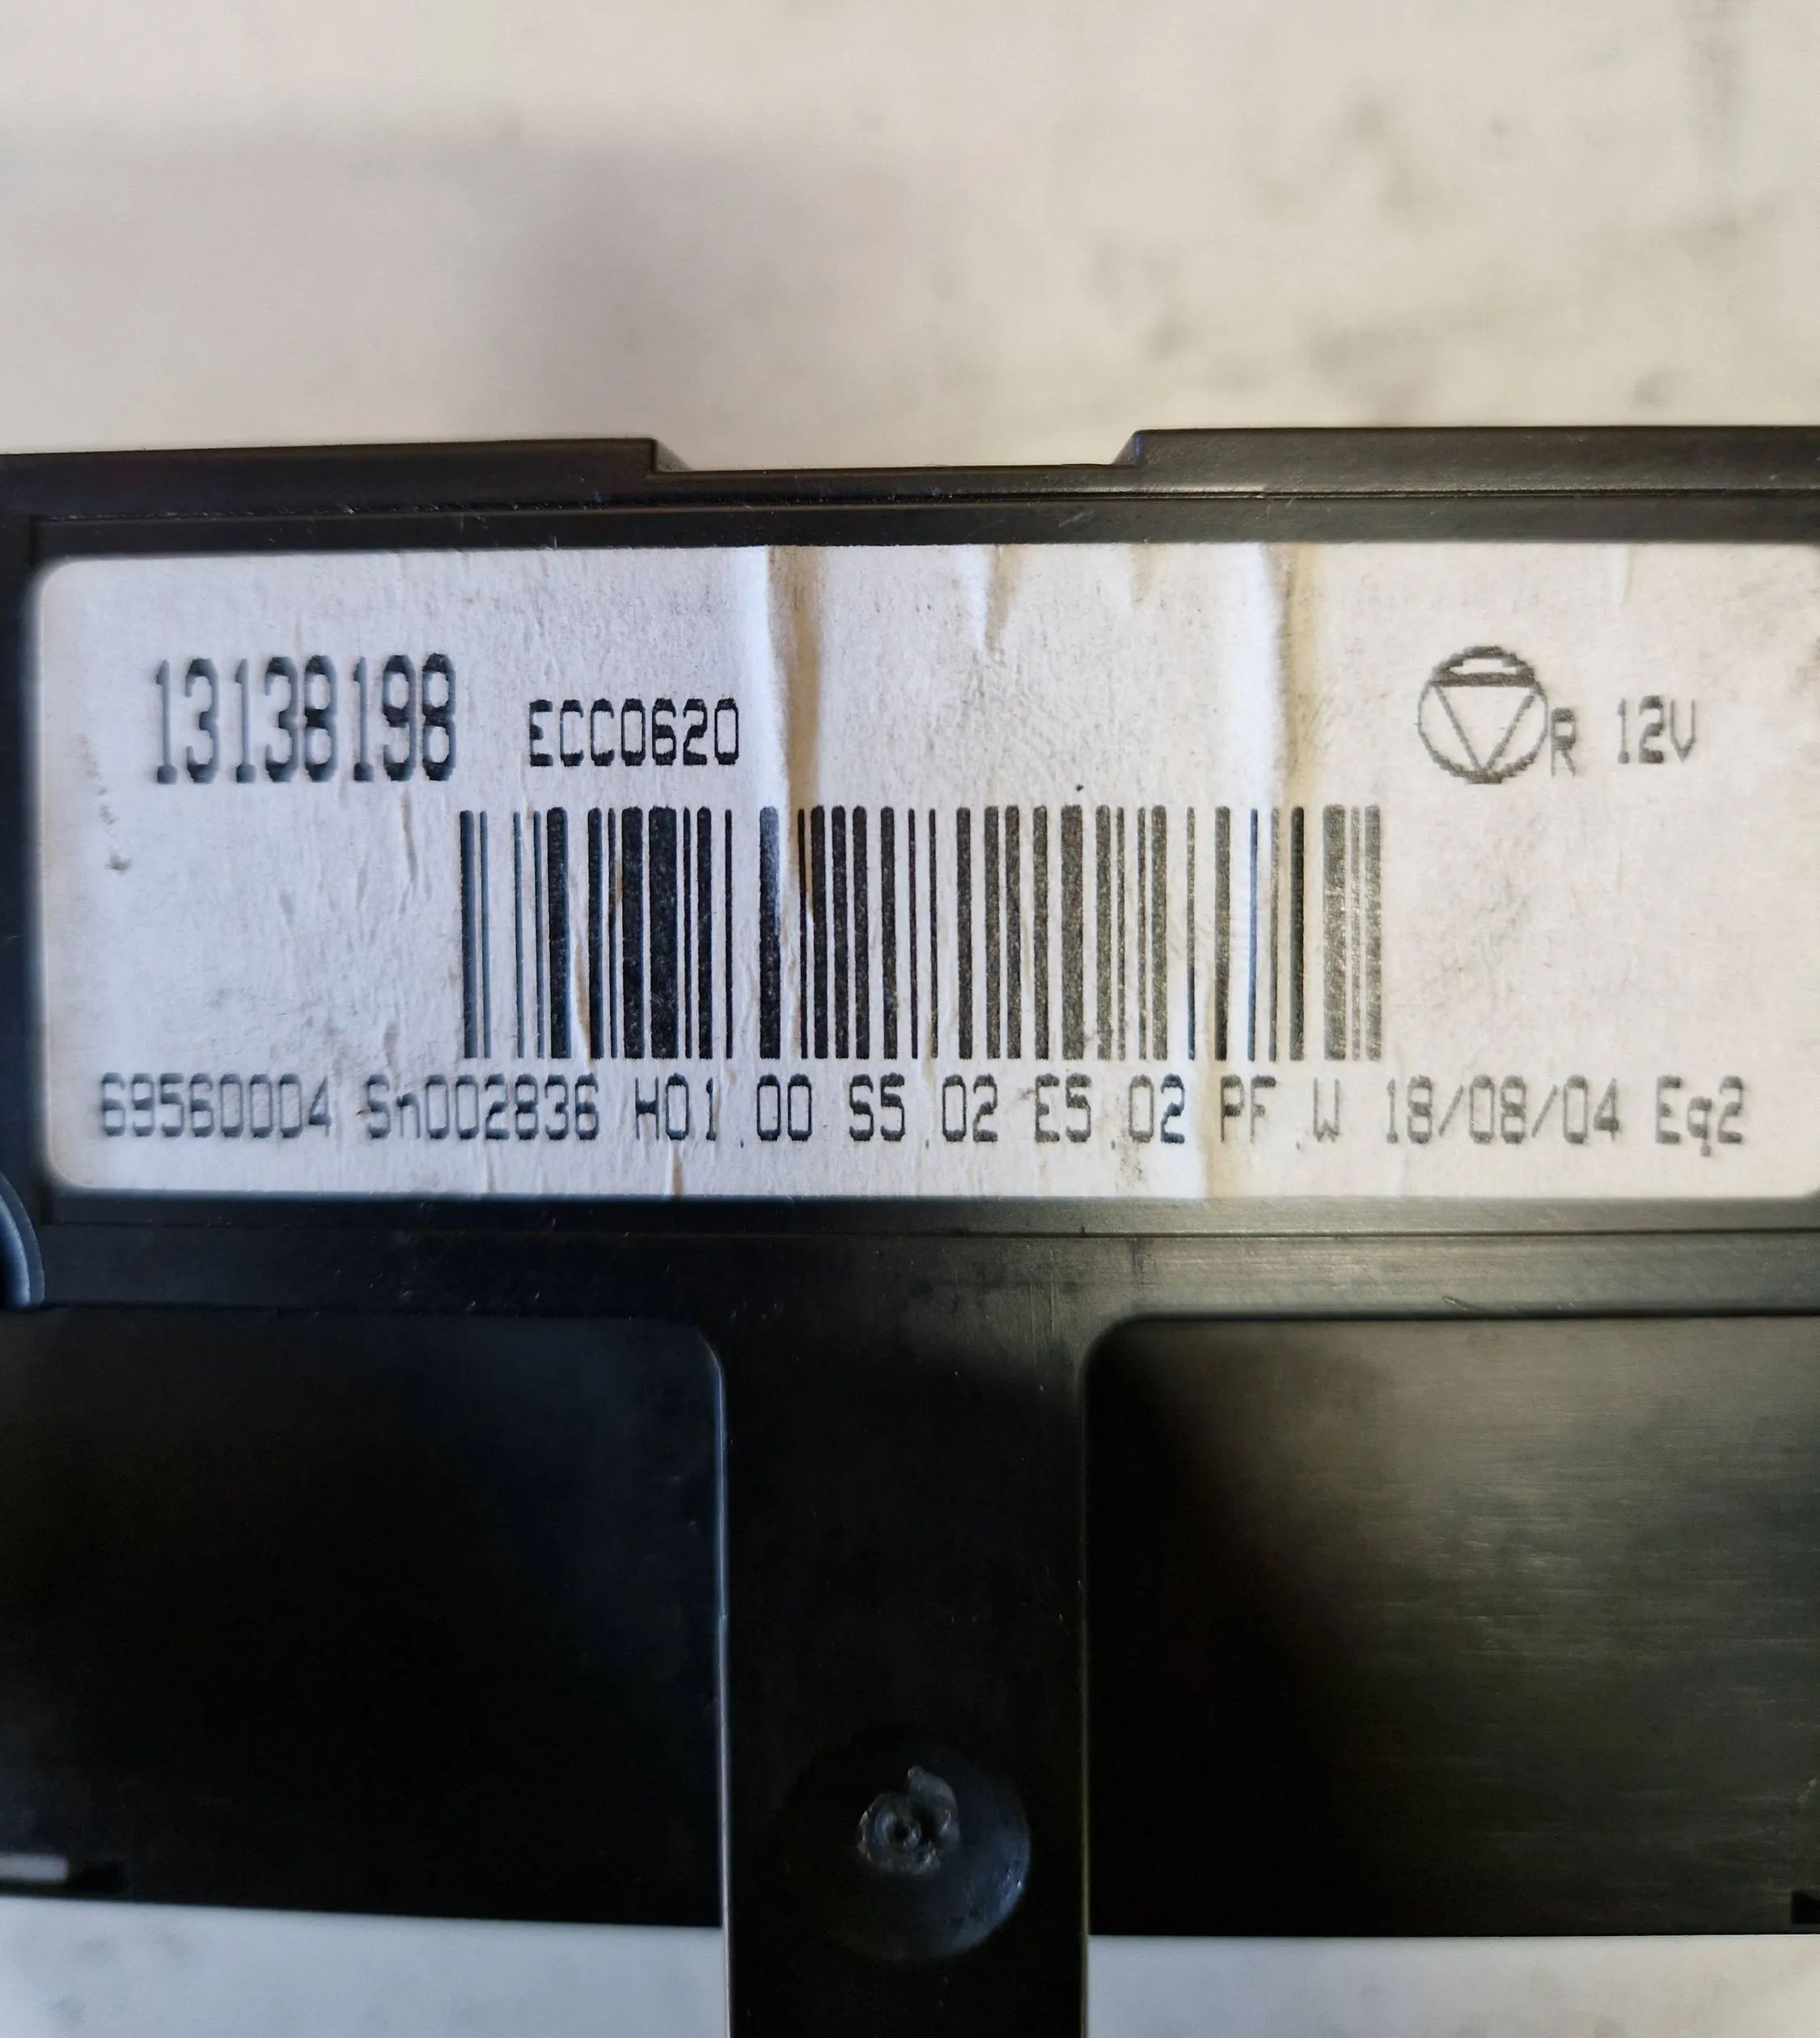 13138198 ECC0620 R 12V
69560004 Sn002836 H01.00 S5.02 E5.02 PF.W 18/08/04 Eq2